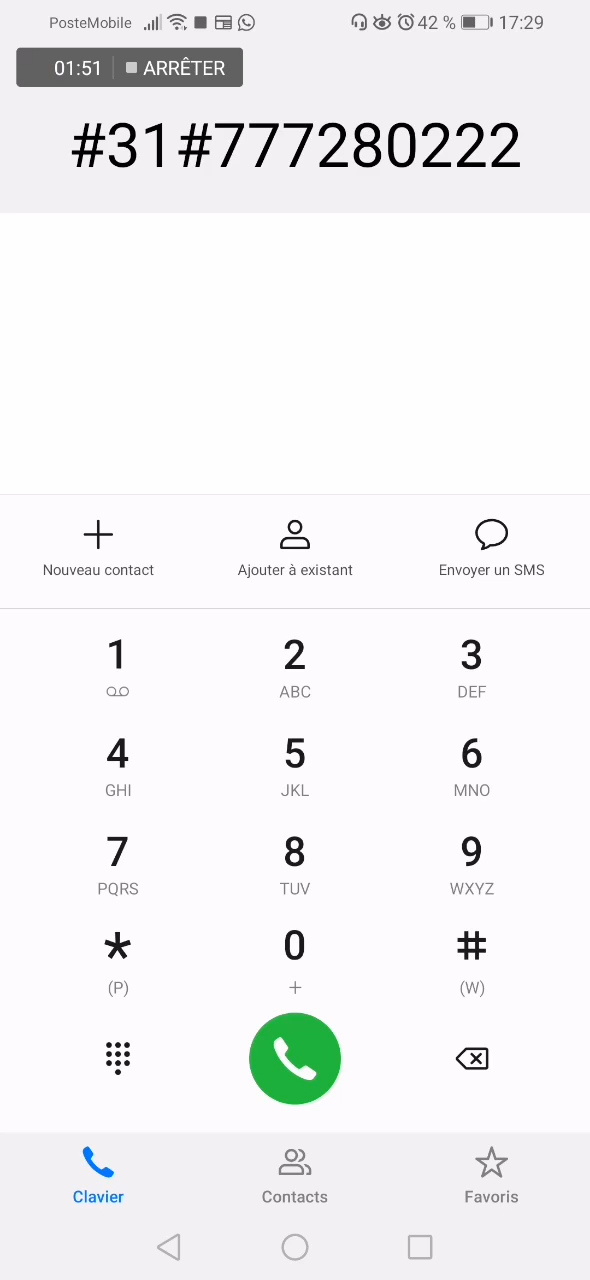 PosteMobile 42 % 17:29
01:51 ARRÊTER
#31#777280222
Nouveau contact Ajouter à existant Envoyer un SMS
1 2 3
ABC DEF
4 5 6
GHI JKL MNO
7 8 9
PQRS TUV WXYZ
* 0 #
(P) + (W)
Clavier Contacts Favoris